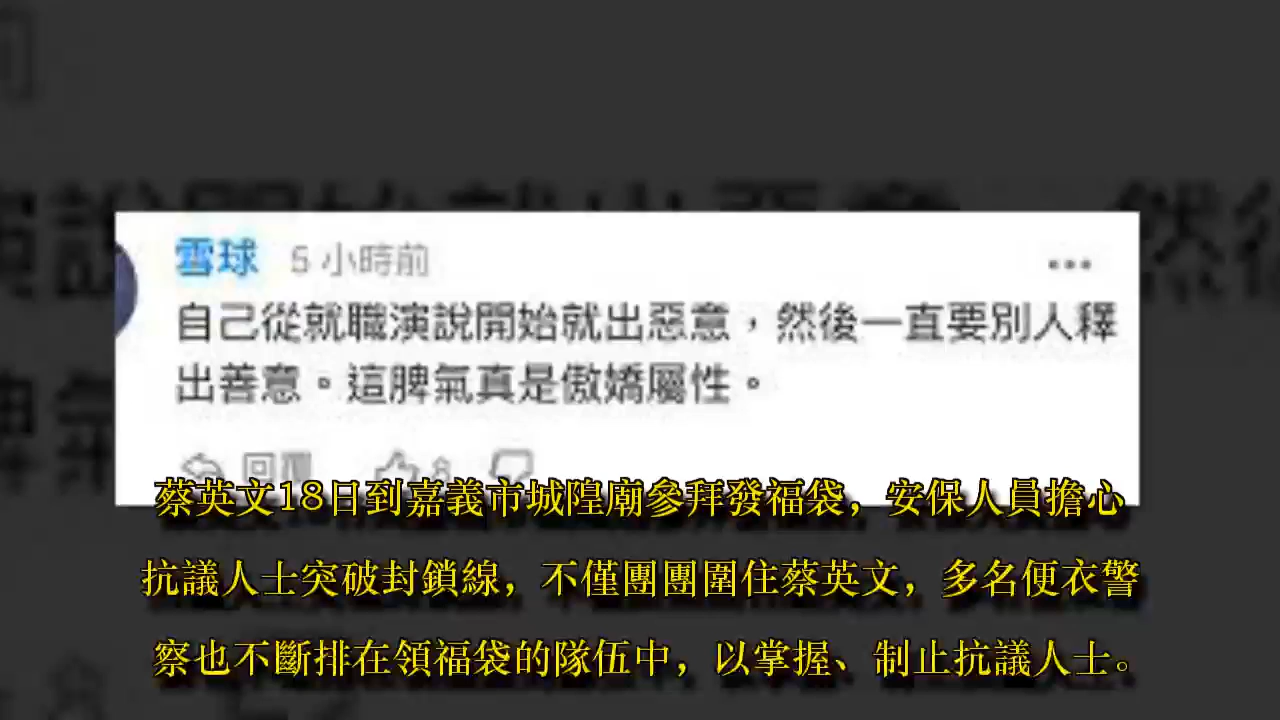 雪球 5 小時前
自己從就職演說開始就出惡意，然後一直要別人釋
出善意。這脾氣真是傲嬌屬性。
回覆
蔡英文18日到嘉義市城隍廟參拜發福袋，安保人員擔心
抗議人士突破封鎖線，不僅團團圍住蔡英文，多名便衣警
察也不斷排在領福袋的隊伍中，以掌握、制止抗議人士。